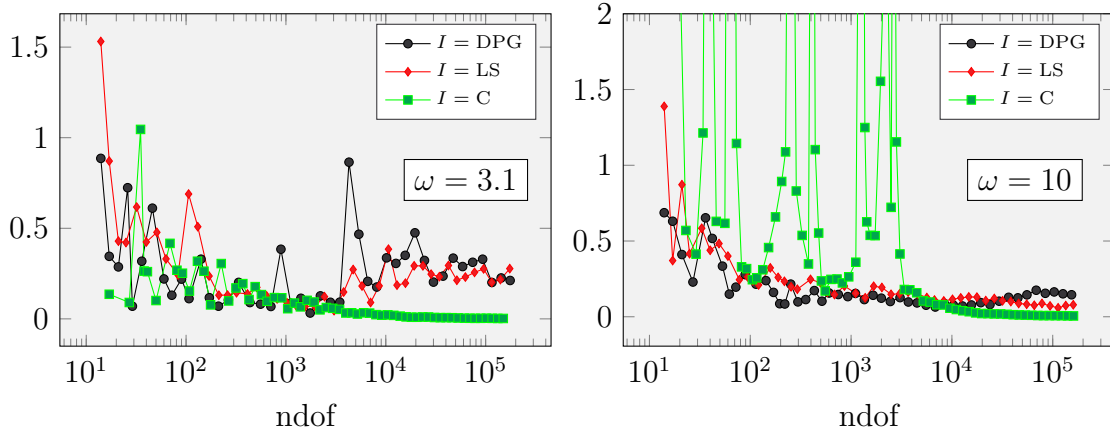 1.5
1
0.5
0
10^1
10^2
10^3
10^4
10^5
ndof
I = DPG
I = LS
I = C
ω = 3.1
2
1.5
1
0.5
0
10^1
10^2
10^3
10^4
10^5
ndof
I = DPG
I = LS
I = C
ω = 10